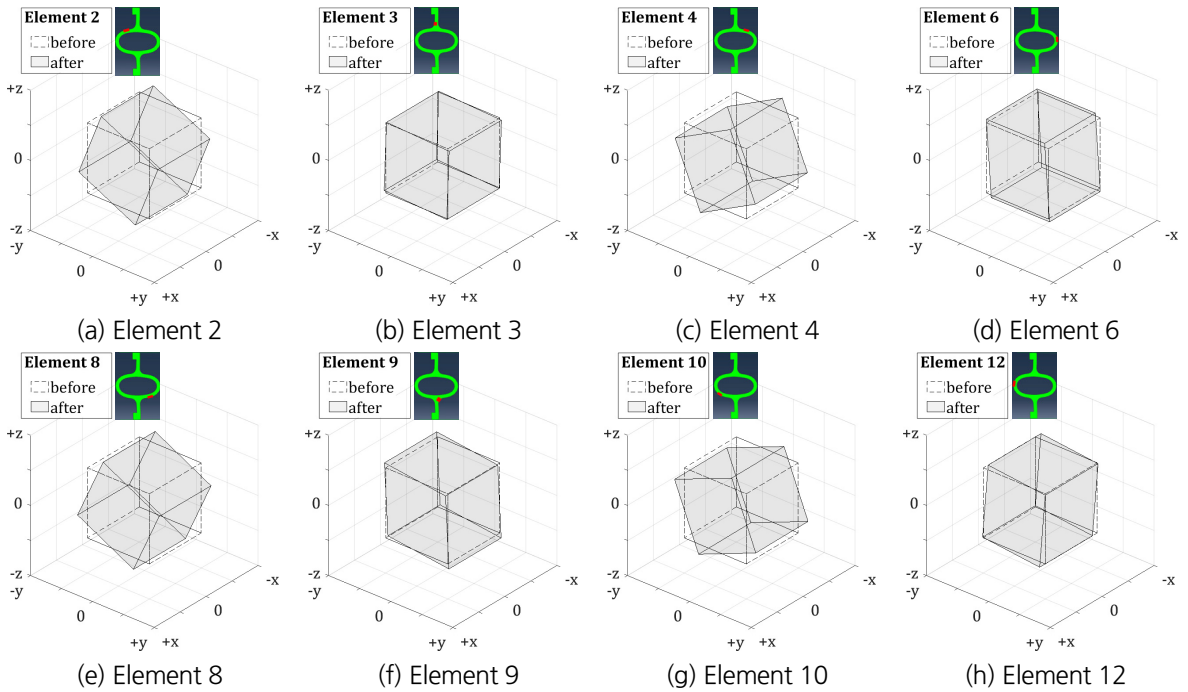 Element 2
before
after
+z
0
-z
-y
0
+y
+x
0
-x
(a) Element 2
Element 3
before
after
+z
0
-z
-y
0
+y
+x
0
-x
(b) Element 3
Element 4
before
after
+z
0
-z
-y
0
+y
+x
0
-x
(c) Element 4
Element 6
before
after
+z
0
-z
-y
0
+y
+x
0
-x
(d) Element 6
Element 8
before
after
+z
0
-z
-y
0
+y
+x
0
-x
(e) Element 8
Element 9
before
after
+z
0
-z
-y
0
+y
+x
0
-x
(f) Element 9
Element 10
before
after
+z
0
-z
-y
0
+y
+x
0
-x
(g) Element 10
Element 12
before
after
+z
0
-z
-y
0
+y
+x
0
-x
(h) Element 12